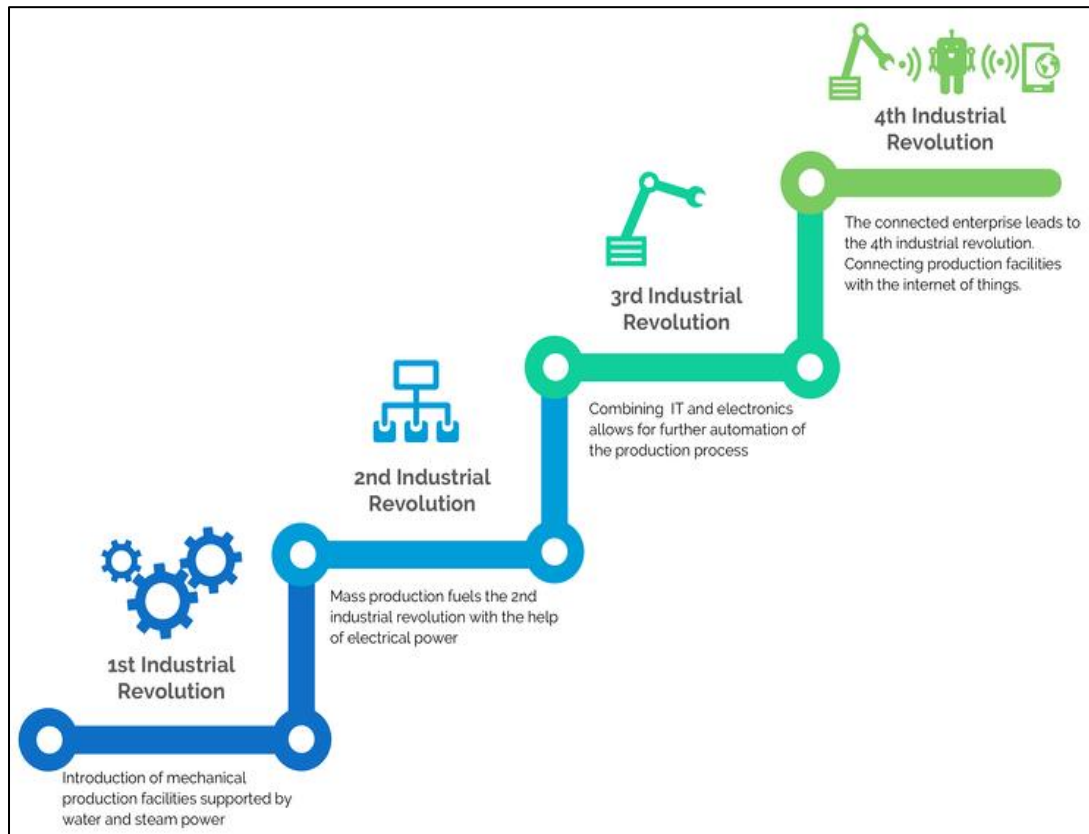 1st Industrial
Revolution
Introduction of mechanical
production facilities supported by
water and steam power
2nd Industrial
Revolution
Mass production fuels the 2nd
industrial revolution with the help
of electrical power
3rd Industrial
Revolution
Combining IT and electronics
allows for further automation of
the production process
4th Industrial
Revolution
The connected enterprise leads to
the 4th industrial revolution.
Connecting production facilities
with the internet of things.